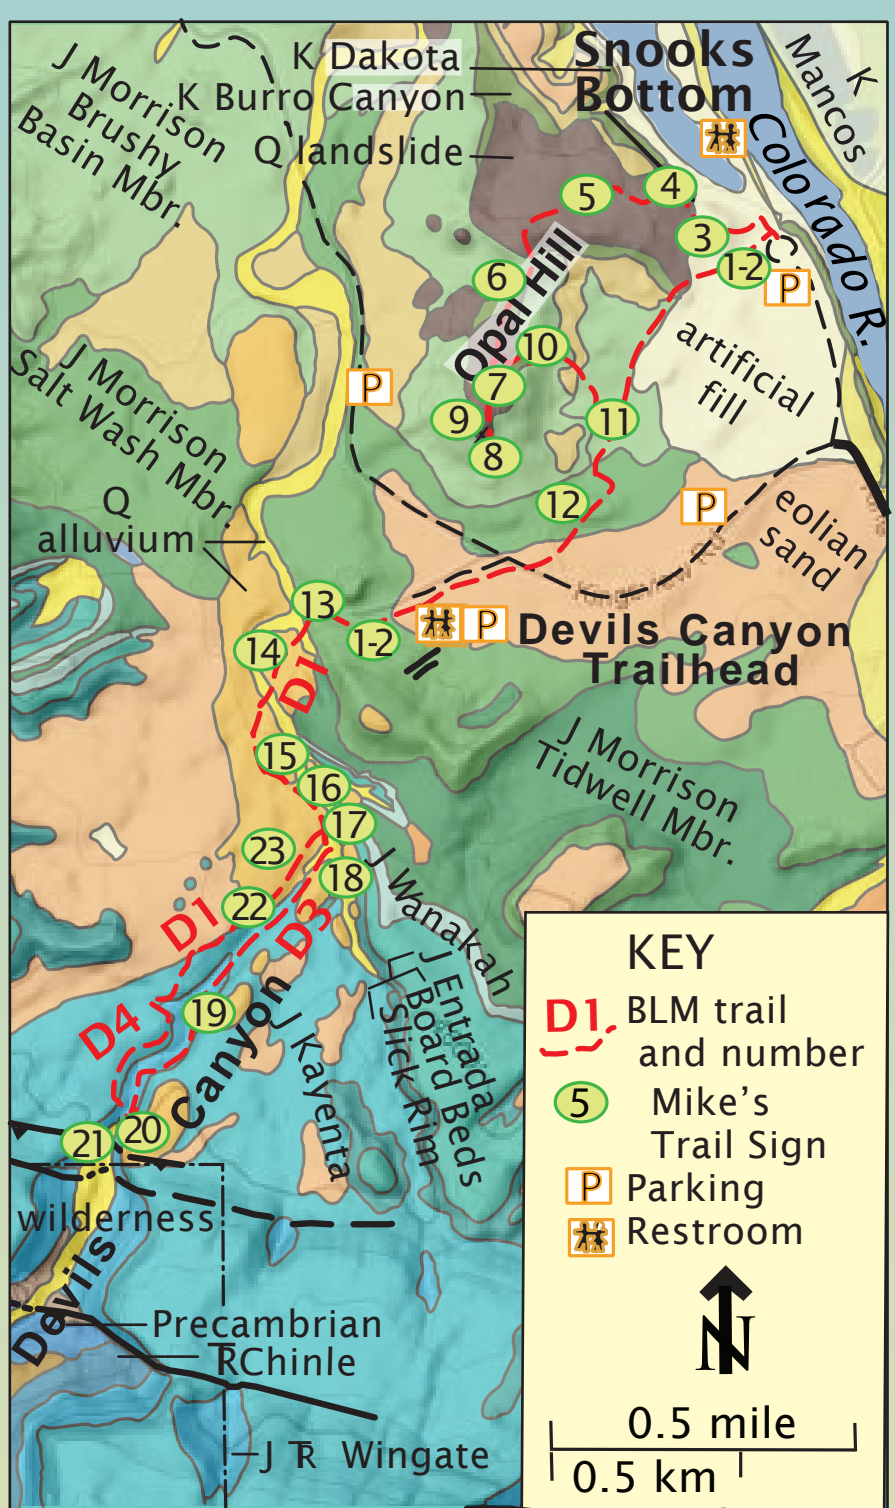 K Dakota
Snooks
Bottom
K
Mancos
J Morrison
Brushy
Basin Mbr.
K Burro Canyon
Q landslide
Colorado R.
5
4
3
1-2
P
6
Opal Hill
10
7
9
8
11
artificial
fill
P
J Morrison
Salt Wash Mbr.
Q
alluvium
12
P
eolian
sand
13
1-2
P
Devils Canyon
Trailhead
14
D1
15
16
17
18
23
22
J Morrison
Tidwell Mbr.
J Wanakah
D1
D3
D4
19
J Entrada
Board Beds
Slick Rim
J Kayenta
20
21
Devils Canyon
wilderness
Precambrian
TRChinle
J TR Wingate
KEY
D1 BLM trail
and number
5 Mike's
Trail Sign
P Parking
Restroom
N
0.5 mile
0.5 km